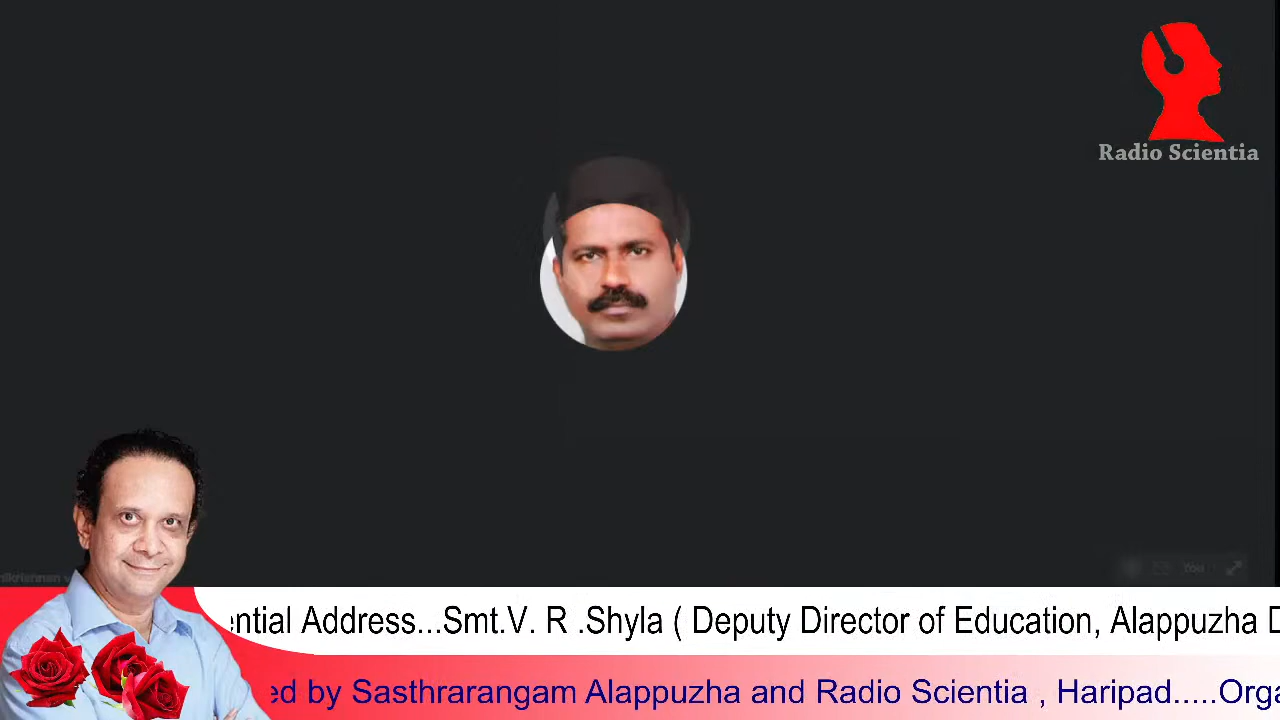 Radio Scientia
You
ential Address...Smt.V. R .Shyla ( Deputy Director of Education, Alappuzha D
ed by Sasthrarangam Alappuzha and Radio Scientia , Haripad.....Orga